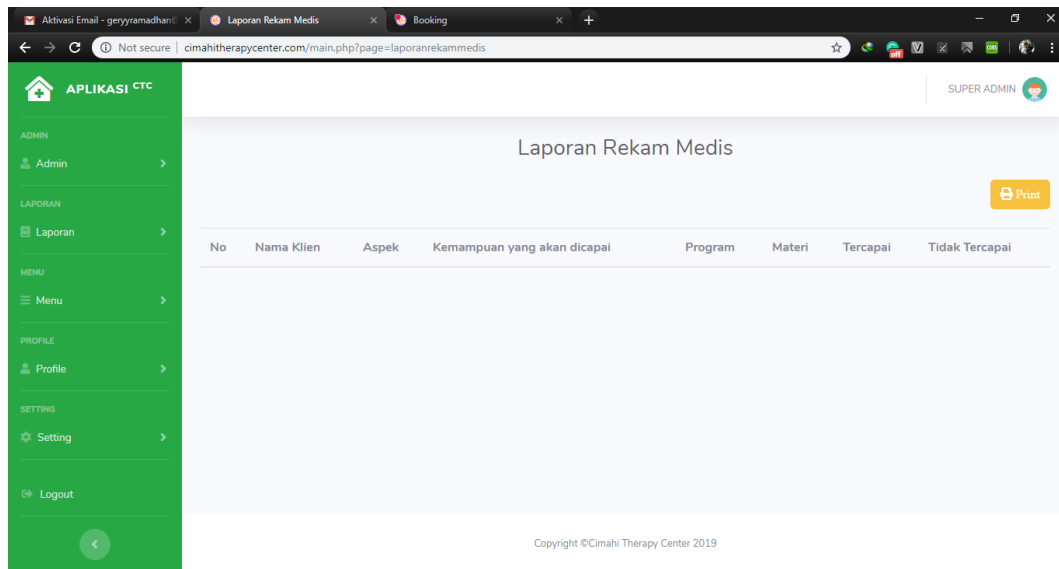 Aktivasi Email - geryyramadhan@
Laporan Rekam Medis
Booking
Not secure | cimahitherapycenter.com/main.php?page=laporanrekammedis
off
APLIKASI CTC
SUPER ADMIN
ADMIN
Admin
LAPORAN
Laporan
MENU
Menu
PROFILE
Profile
SETTING
Setting
Logout
Laporan Rekam Medis
Print
No Nama Klien Aspek Kemampuan yang akan dicapai Program Materi Tercapai Tidak Tercapai
Copyright ©Cimahi Therapy Center 2019